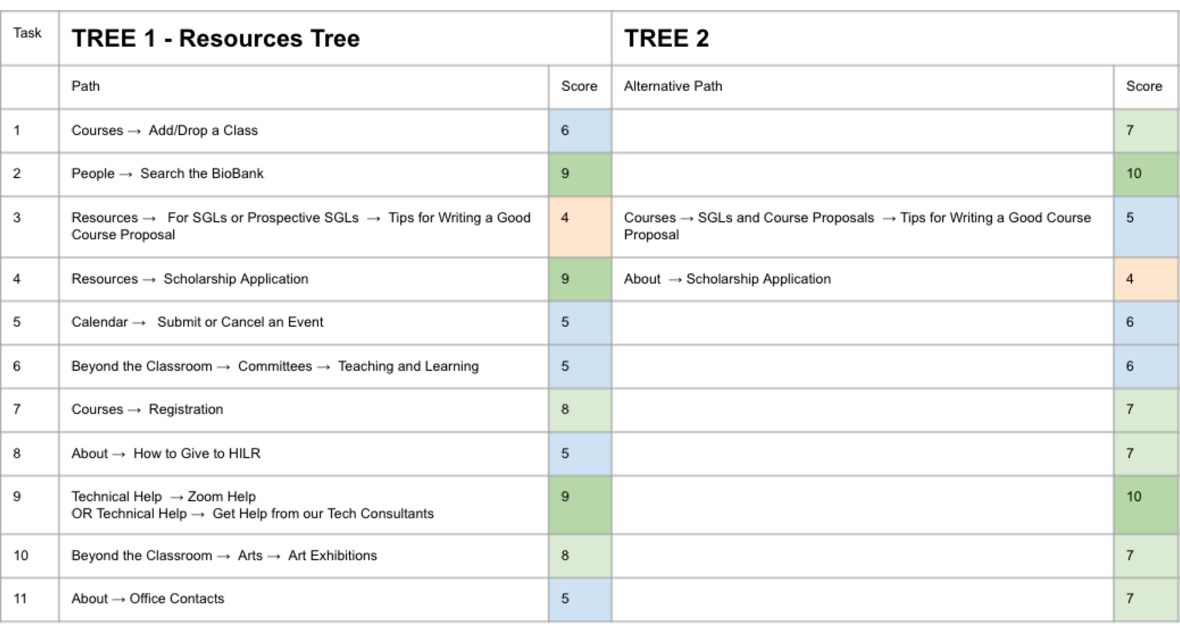 Task TREE 1 - Resources Tree TREE 2
Path Score Alternative Path Score
1 Courses → Add/Drop a Class 6 7
2 People → Search the BioBank 9 10
3 Resources → For SGLs or Prospective SGLs → Tips for Writing a Good 4 Courses → SGLs and Course Proposals → Tips for Writing a Good Course 5
Course Proposal Proposal
4 Resources → Scholarship Application 9 About → Scholarship Application 4
5 Calendar → Submit or Cancel an Event 5 6
6 Beyond the Classroom → Committees → Teaching and Learning 5 6
7 Courses → Registration 8 7
8 About → How to Give to HILR 5 7
9 Technical Help → Zoom Help 9 10
OR Technical Help → Get Help from our Tech Consultants
10 Beyond the Classroom → Arts → Art Exhibitions 8 7
11 About → Office Contacts 5 7